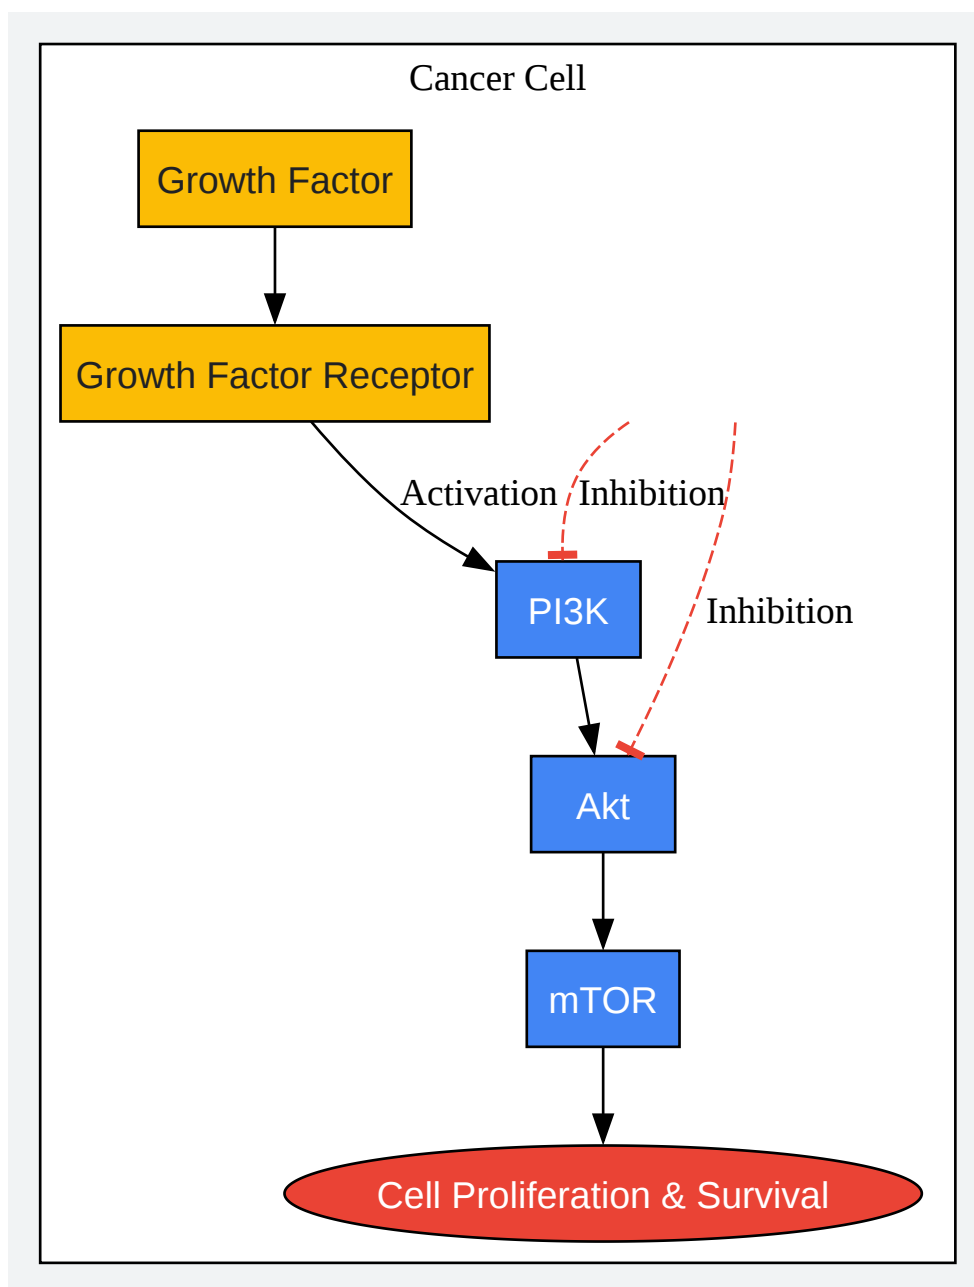 Cancer Cell
Growth Factor
Growth Factor Receptor
Activation
Inhibition
PI3K
Inhibition
Akt
mTOR
Cell Proliferation & Survival